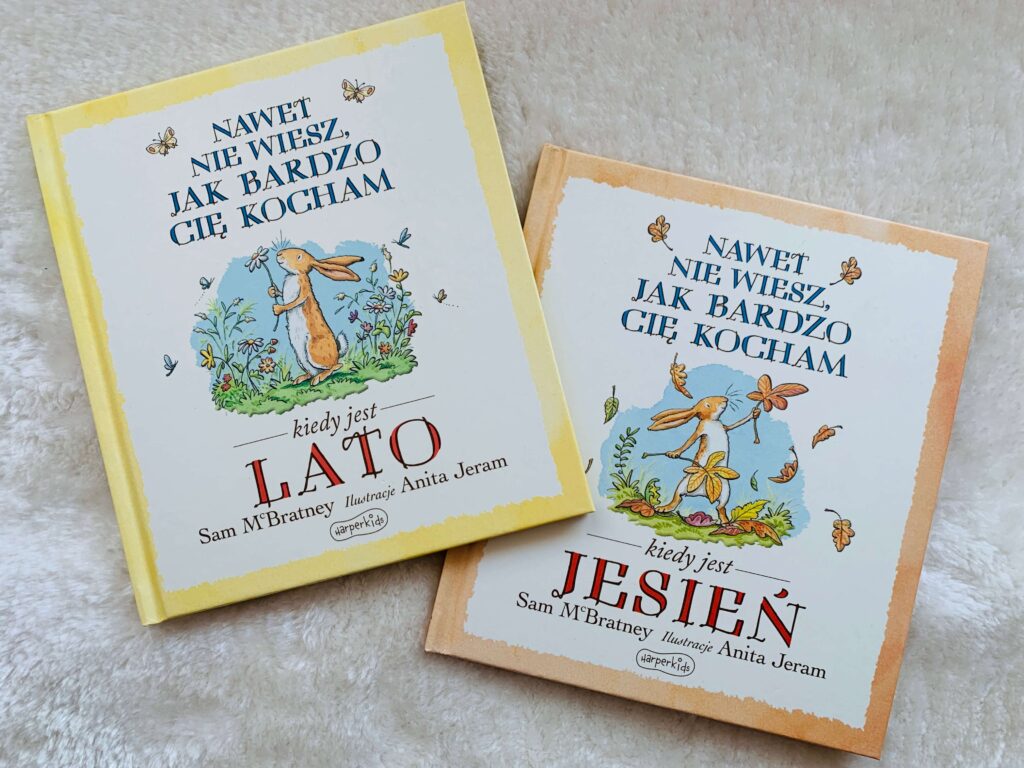 NAWET
NIE WIESZ,
JAK BARDZO
CIĘ KOCHAM
kiedy jest
LATO
Sam McBratney Ilustracje Anita Jeram
Harperkids
NAWET
NIE WIESZ,
JAK BARDZO
CIĘ KOCHAM
kiedy jest
JESIEŃ
Sam McBratney Ilustracje Anita Jeram
Harperkids